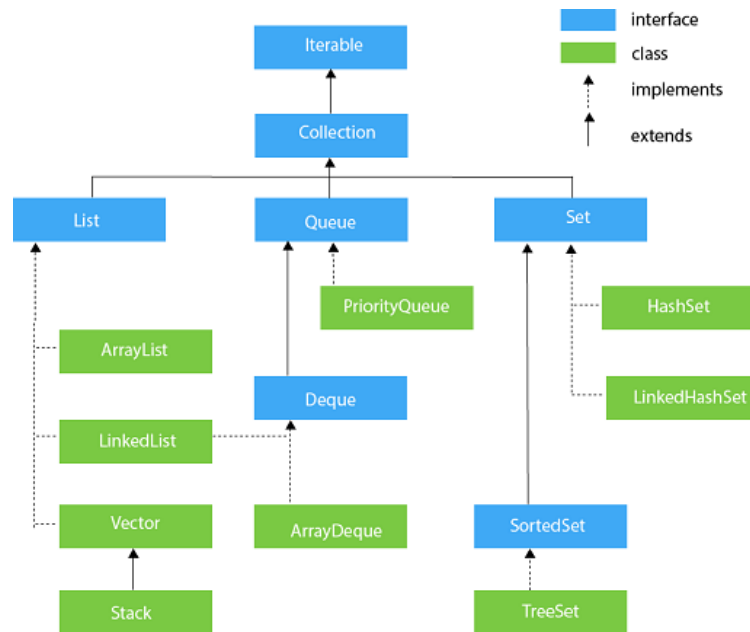 interface
class
implements
extends
Iterable
Collection
List
Queue
Set
PriorityQueue
HashSet
ArrayList
Deque
LinkedHashSet
LinkedList
Vector
ArrayDeque
SortedSet
Stack
TreeSet